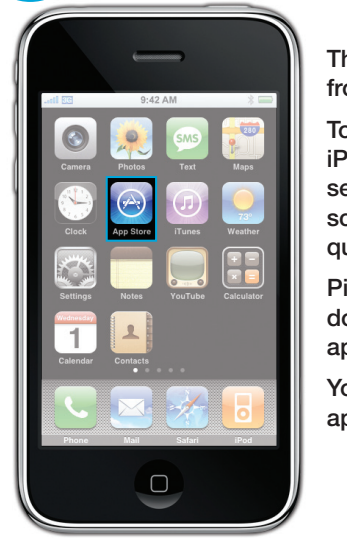 3G 9:42 AM
SMS 280
Camera Photos Text Maps
73°
Clock App Store iTunes Weather
Settings Notes YouTube Calculator
Wednesday
1
Calendar Contacts
Phone Mail Safari iPod
Th
fro
To
iP
se
qu
Pi
do
ap
Yo
ap